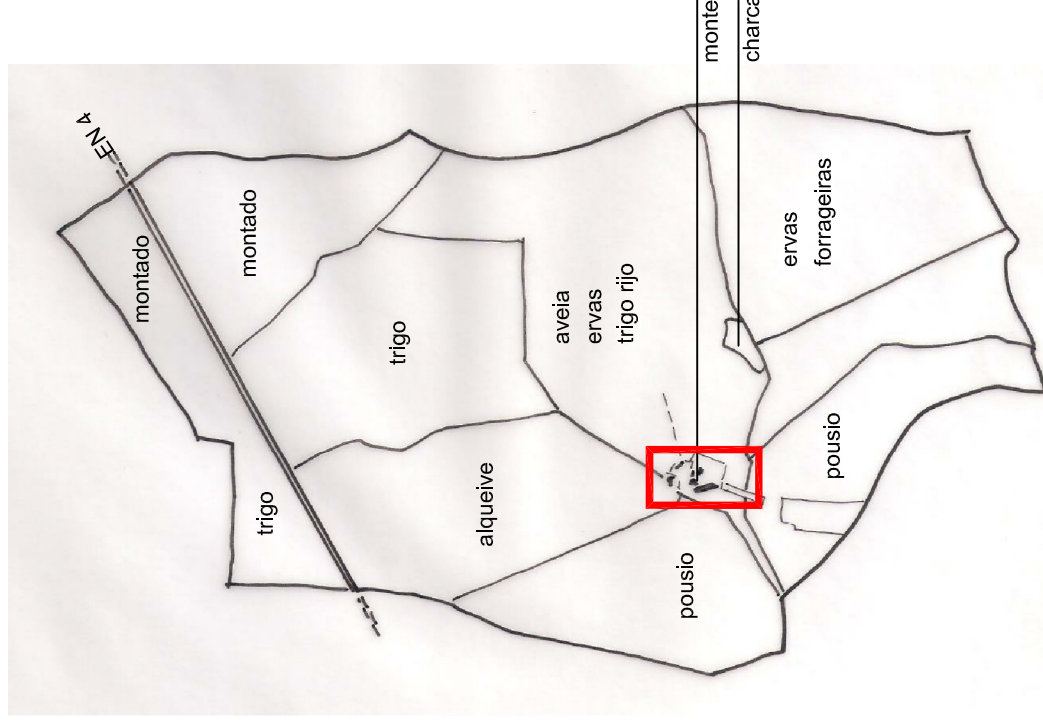 EN 4
montado
montado
trigo
trigo
alqueive
aveia
ervas
trigo rijo
pousio
monte
charca
ervas
forrageiras
pousio